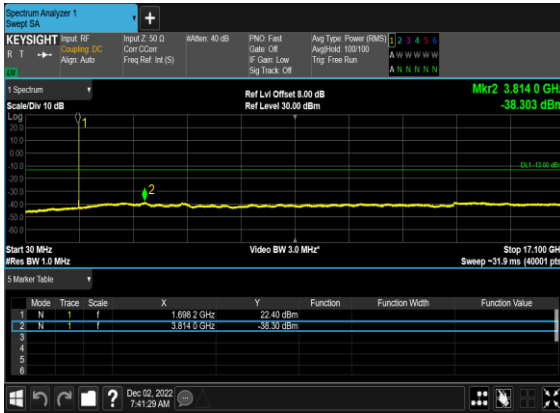 Spectrum Analyzer 1
Swept SA
+
KEYSIGHT Input: RF Input Z: 50 Ω #Atten: 40 dB PNO: Fast Avg Type: Power (RMS) 1 2 3 4 5 6
R T Coupling: DC Corr CCorr Gate: Off Avg|Hold: 100/100 A W W W W W
Align: Auto Freq Ref: Int (S) IF Gain: Low Trig: Free Run
Sig Track: Off A N N N N N
1 Spectrum Ref Lvl Offset 8.00 dB Mkr2 3.814 0 GHz
Scale/Div 10 dB Ref Level 30.00 dBm -38.303 dBm
Log
1
20.0
10.0
0.00
-10.0
DL1 -13.00 dBm
-20.0
-30.0
2
-40.0
-50.0
-60.0
Start 30 MHz Video BW 3.0 MHz* Stop 17.100 GHz
#Res BW 1.0 MHz Sweep ~31.9 ms (40001 pts)
5 Marker Table
Mode Trace Scale X Y Function Function Width Function Value
1 N 1 f 1.698 2 GHz 22.40 dBm
2 N 1 f 3.814 0 GHz -38.30 dBm
3
4
5
6
? Dec 02, 2022
7:41:29 AM